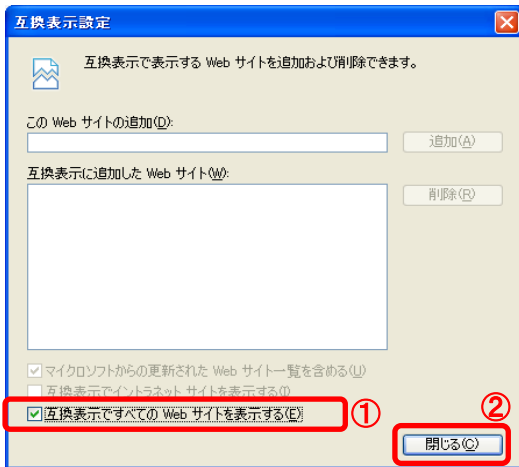 互換表示設定
互換表示で表示する Web サイトを追加および削除できます。
この Web サイトの追加(D):
追加(A)
互換表示に追加した Web サイト(W):
削除(R)
マイクロソフトからの更新された Web サイト一覧を含める(U)
互換表示でイントラネット サイトを表示する(I)
互換表示ですべての Web サイトを表示する(E)
①
②
閉じる(C)